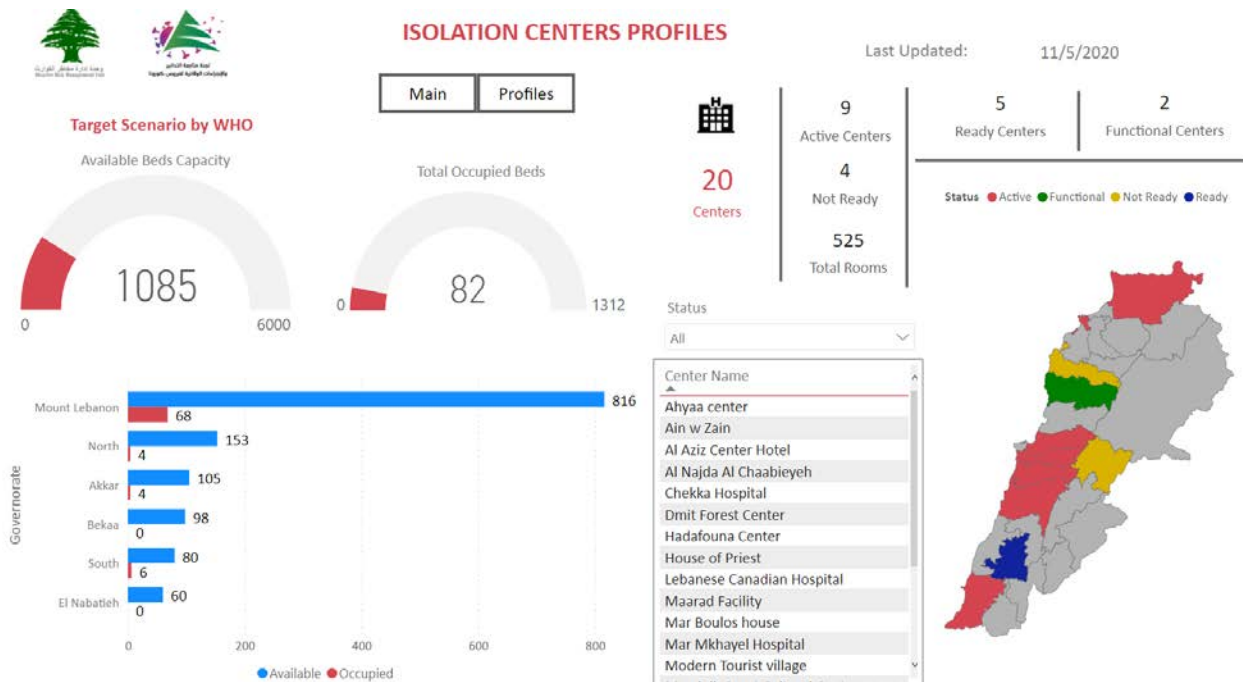 ISOLATION CENTERS PROFILES
Last Updated: 11/5/2020
Main
Profiles
Target Scenario by WHO
Available Beds Capacity
1085
0
6000
Total Occupied Beds
82
0
1312
H
20
Centers
9
Active Centers
4
Not Ready
525
Total Rooms
5
Ready Centers
2
Functional Centers
Status Active Functional Not Ready Ready
Status
All
Center Name
Ahyaa center
Ain w Zain
Al Aziz Center Hotel
Al Najda Al Chaabieyeh
Chekka Hospital
Dmit Forest Center
Hadafouna Center
House of Priest
Lebanese Canadian Hospital
Maarad Facility
Mar Boulos house
Mar Mkhayel Hospital
Modern Tourist village
Governorate
Mount Lebanon 816
68
North 153
4
Akkar 105
4
Bekaa 98
0
South 80
6
El Nabatieh 60
0
0 200 400 600 800
Available Occupied